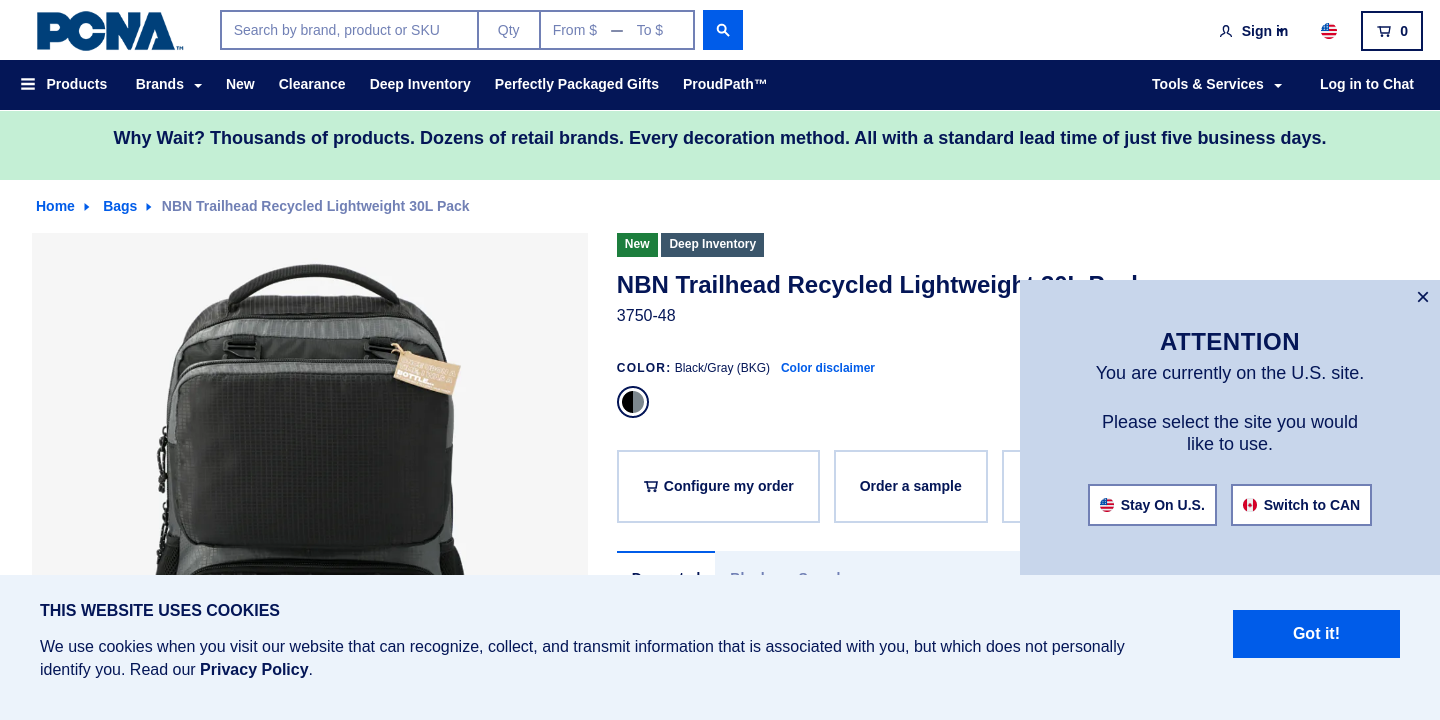 PCNA™
Search by brand, product or SKU
Qty
From $ — To $
Sign in
0
Products
Brands
New
Clearance
Deep Inventory
Perfectly Packaged Gifts
ProudPath™
Tools & Services
Log in to Chat
Why Wait? Thousands of products. Dozens of retail brands. Every decoration method. All with a standard lead time of just five business days.
Home
Bags
NBN Trailhead Recycled Lightweight 30L Pack
New
Deep Inventory
NBN Trailhead Recycled Lightweight 30L Pack
3750-48
COLOR: Black/Gray (BKG) Color disclaimer
Configure my order
Order a sample
BOTTLE
ATTENTION
You are currently on the U.S. site.
Please select the site you would
like to use.
Stay On U.S.
Switch to CAN
THIS WEBSITE USES COOKIES
We use cookies when you visit our website that can recognize, collect, and transmit information that is associated with you, but which does not personally
identify you. Read our Privacy Policy.
Got it!